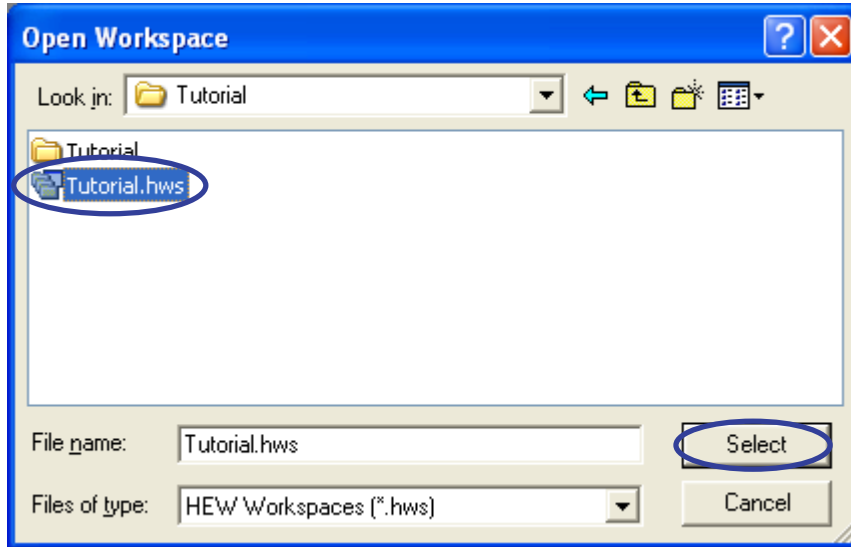 Open Workspace
Look in: Tutorial
Tutorial
Tutorial.hws
File name: Tutorial.hws Select
Files of type: HEW Workspaces (*.hws) Cancel